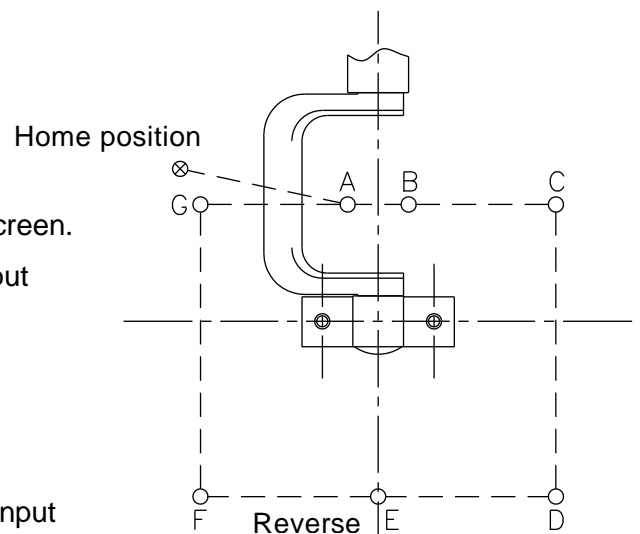 Home position
A B C
G
creen.
out
nput
F Reverse E D